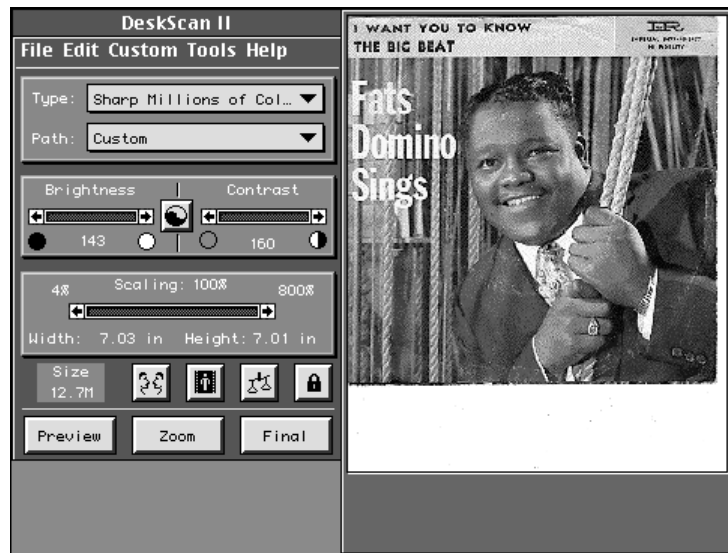 DeskScan II
File Edit Custom Tools Help
Type: Sharp Millions of Col...
Path: Custom
Brightness
Contrast
143
160
4%
Scaling: 100%
800%
Width: 7.03 in Height: 7.01 in
Size
12.7M
Preview
Zoom
Final
I WANT YOU TO KNOW
THE BIG BEAT
Fats
Domino
Sings